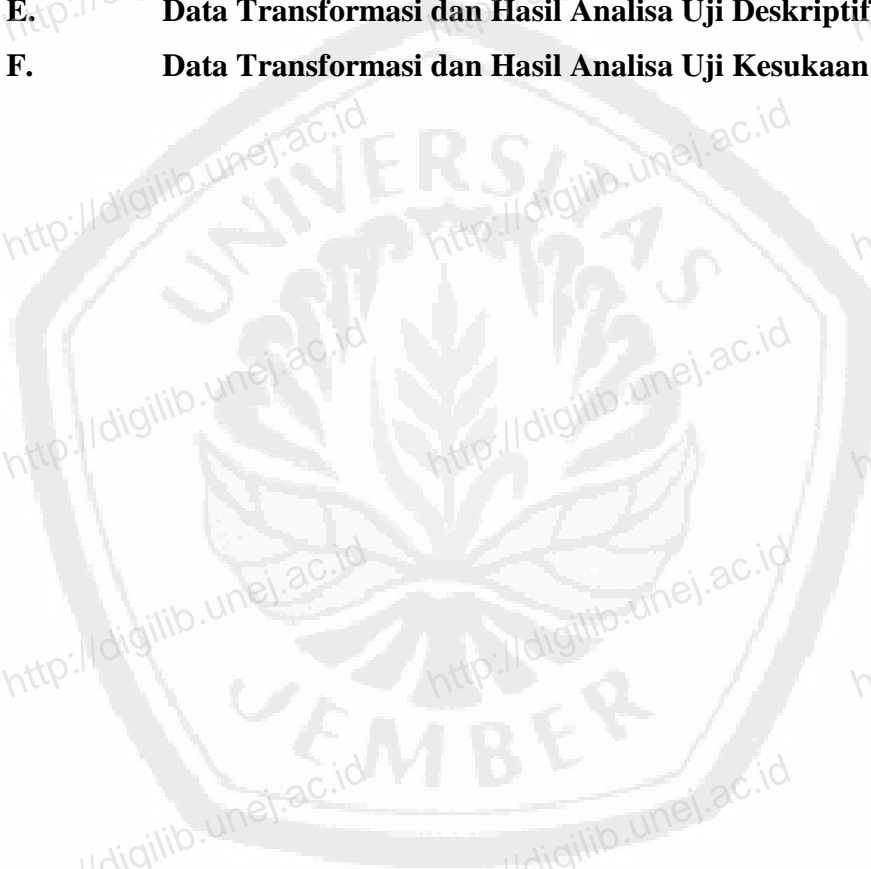 E. Data Transformasi dan Hasil Analisa Uji Deskriptif
F. Data Transformasi dan Hasil Analisa Uji Kesukaan
http://digilib.unej.ac.id
http://digilib.unej.ac.id
UNIVERSITAS
http://digilib.unej.ac.id
http://digilib.unej.ac.id
http://digilib.unej.ac.id
http://digilib.unej.ac.id
JEMBER
//digilib.unej.ac.id
//digilib.unej.ac.id